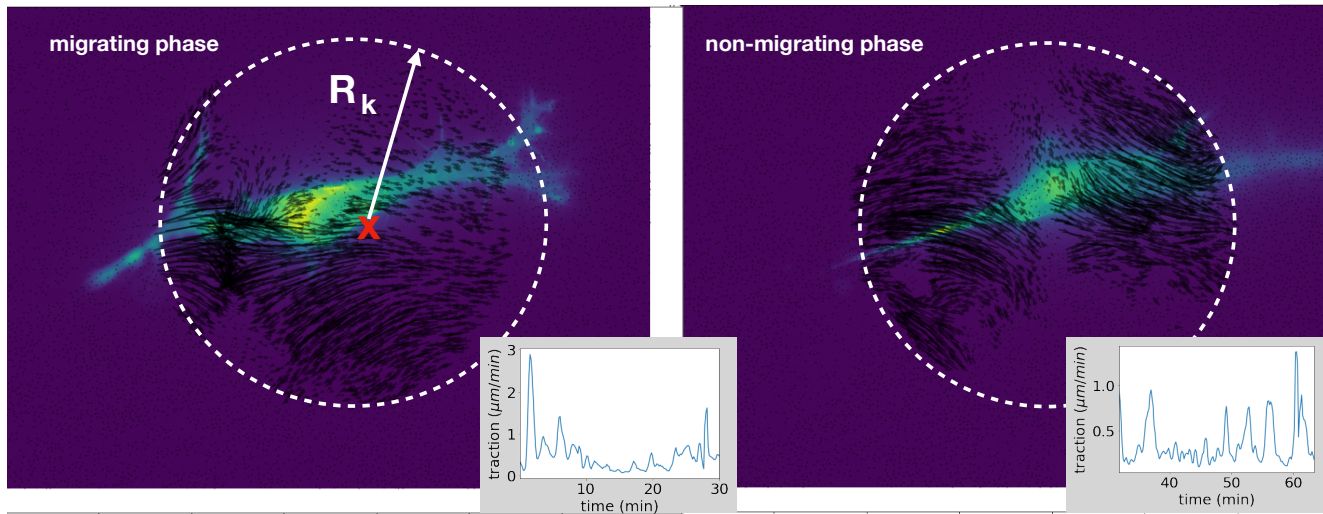 migrating phase
R k
X
3
2
1
0
traction (μm/min)
10
20
30
time (min)
non-migrating phase
1.0
0.5
traction (μm/min)
40
50
60
time (min)